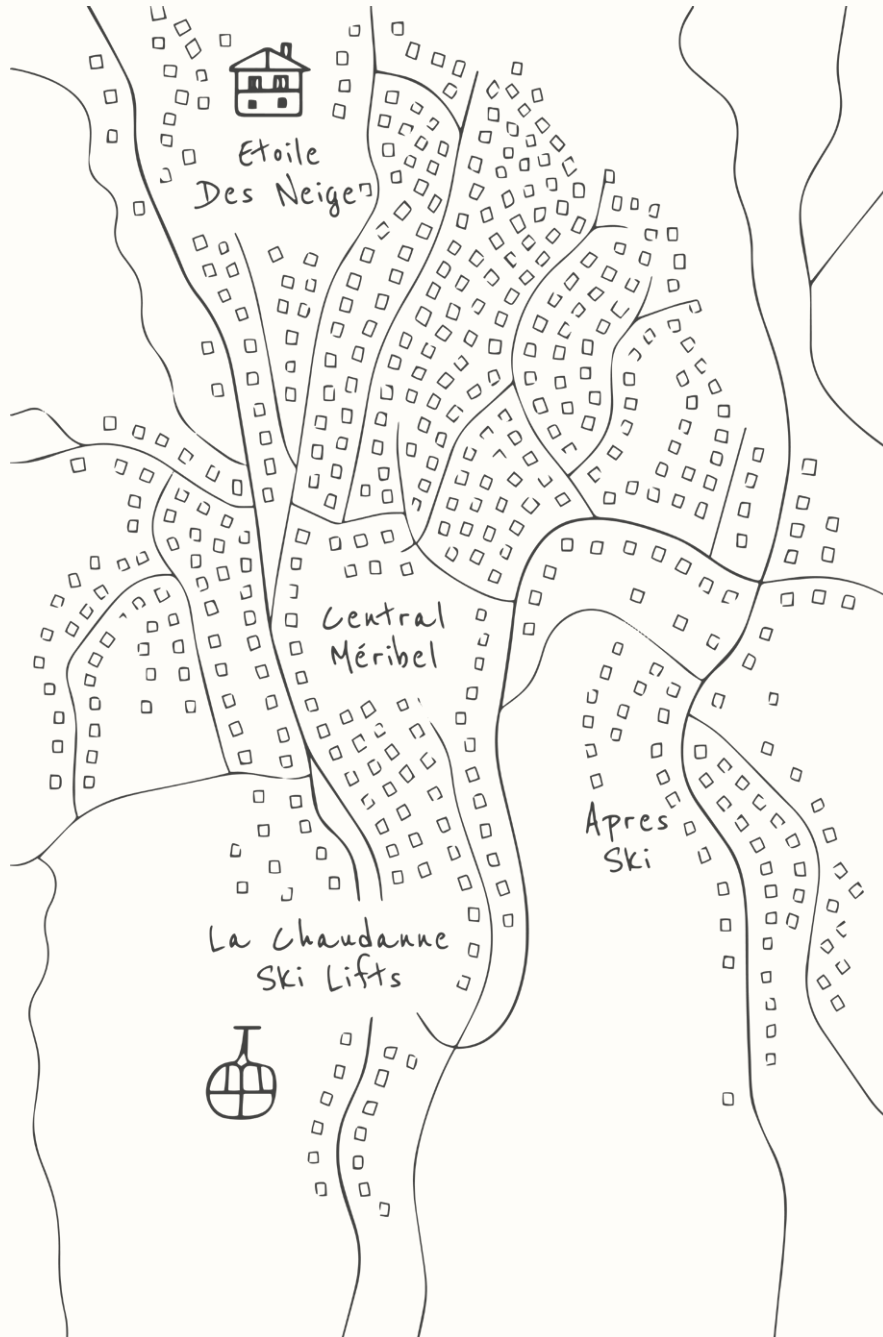 Etoile
Des Neiges
Central
Méribel
Apres
Ski
La Chaudanne
Ski Lifts